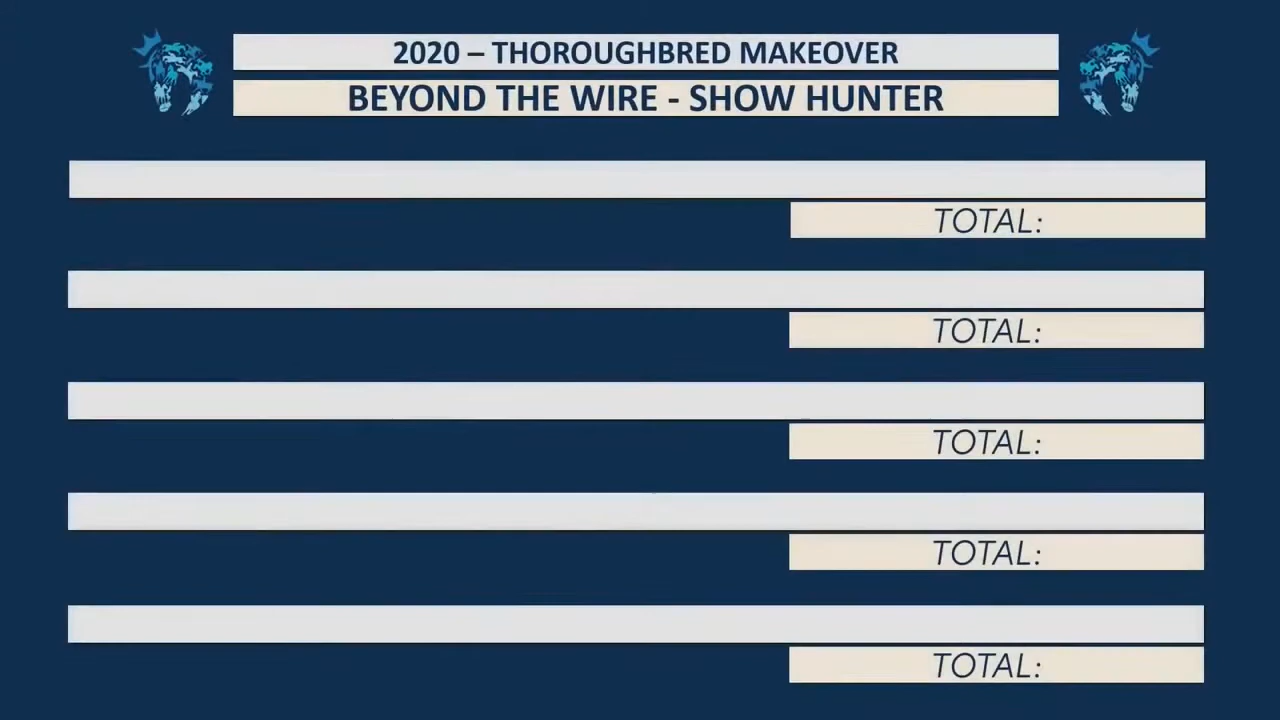 2020 – THOROUGHBRED MAKEOVER
BEYOND THE WIRE - SHOW HUNTER
TOTAL:
TOTAL:
TOTAL:
TOTAL:
TOTAL: